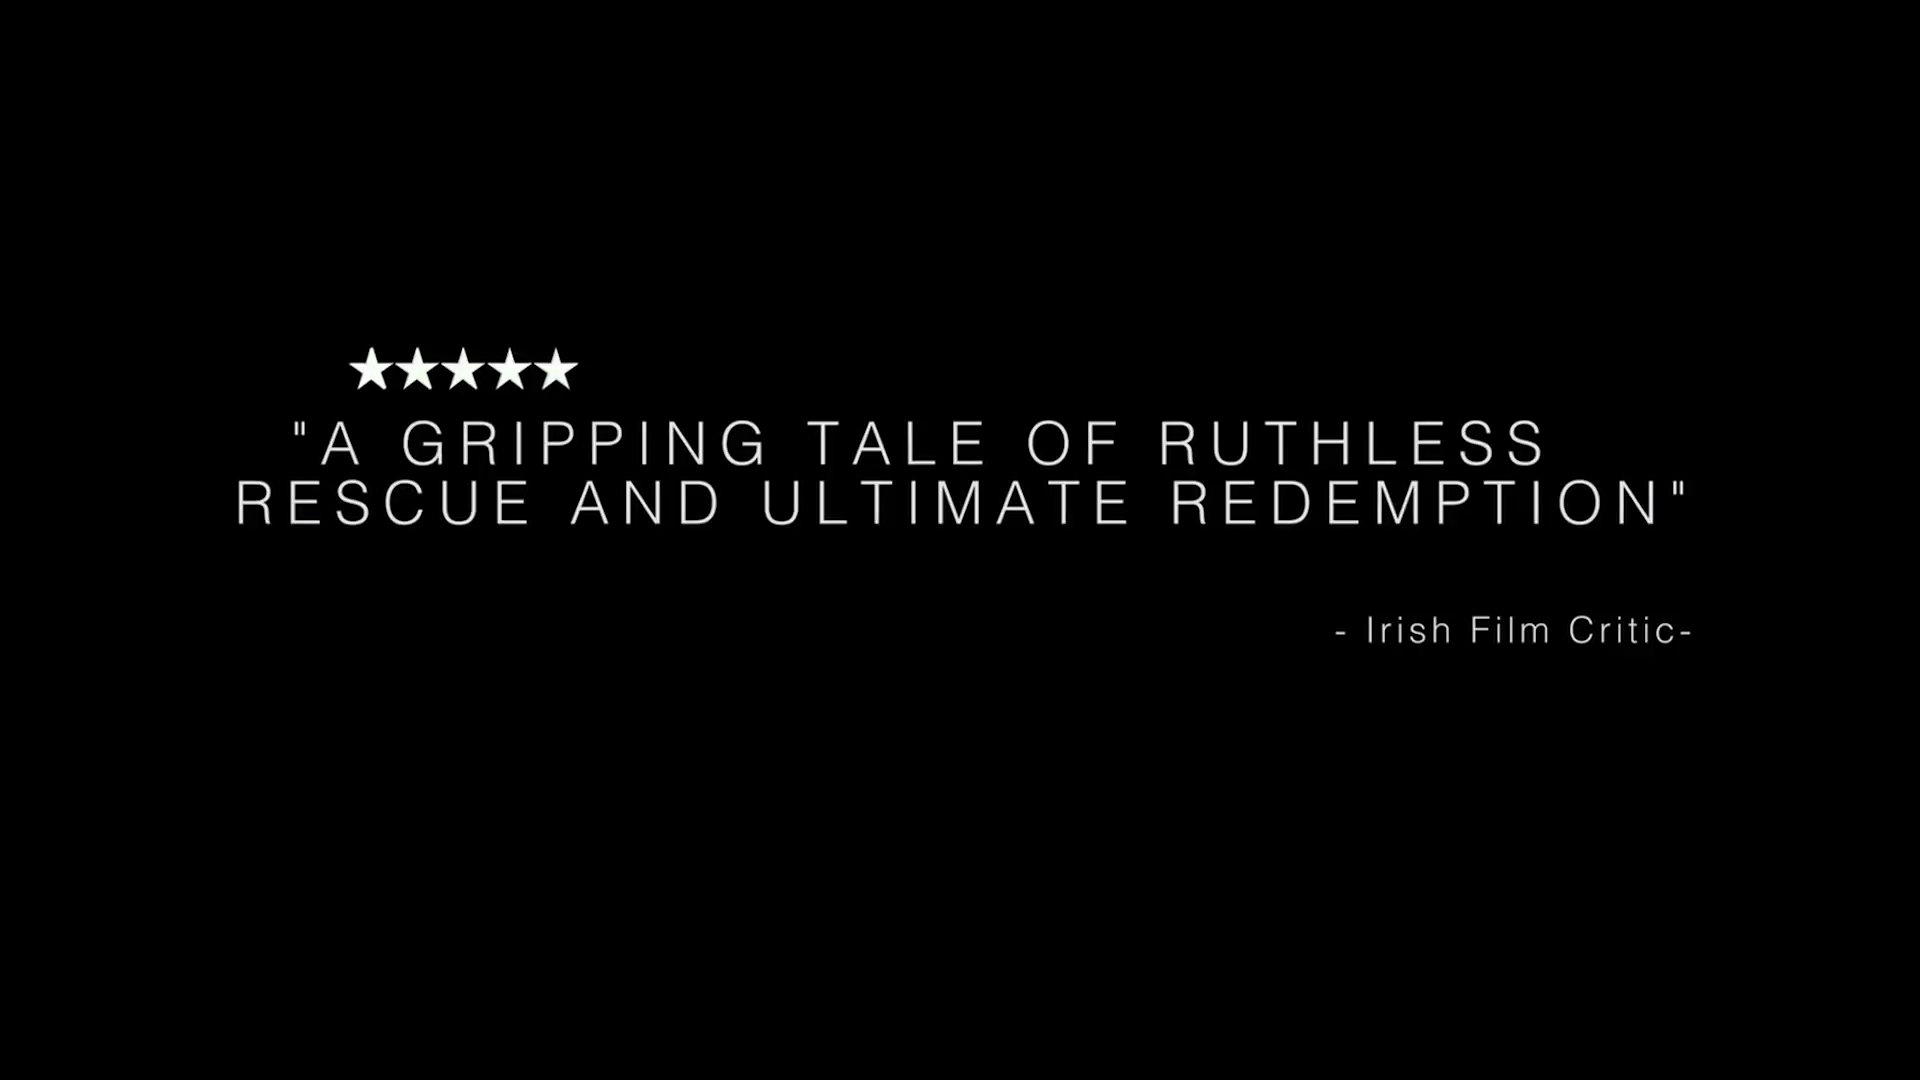 ★★★★★
"A GRIPPING TALE OF RUTHLESS
RESCUE AND ULTIMATE REDEMPTION"
- Irish Film Critic-